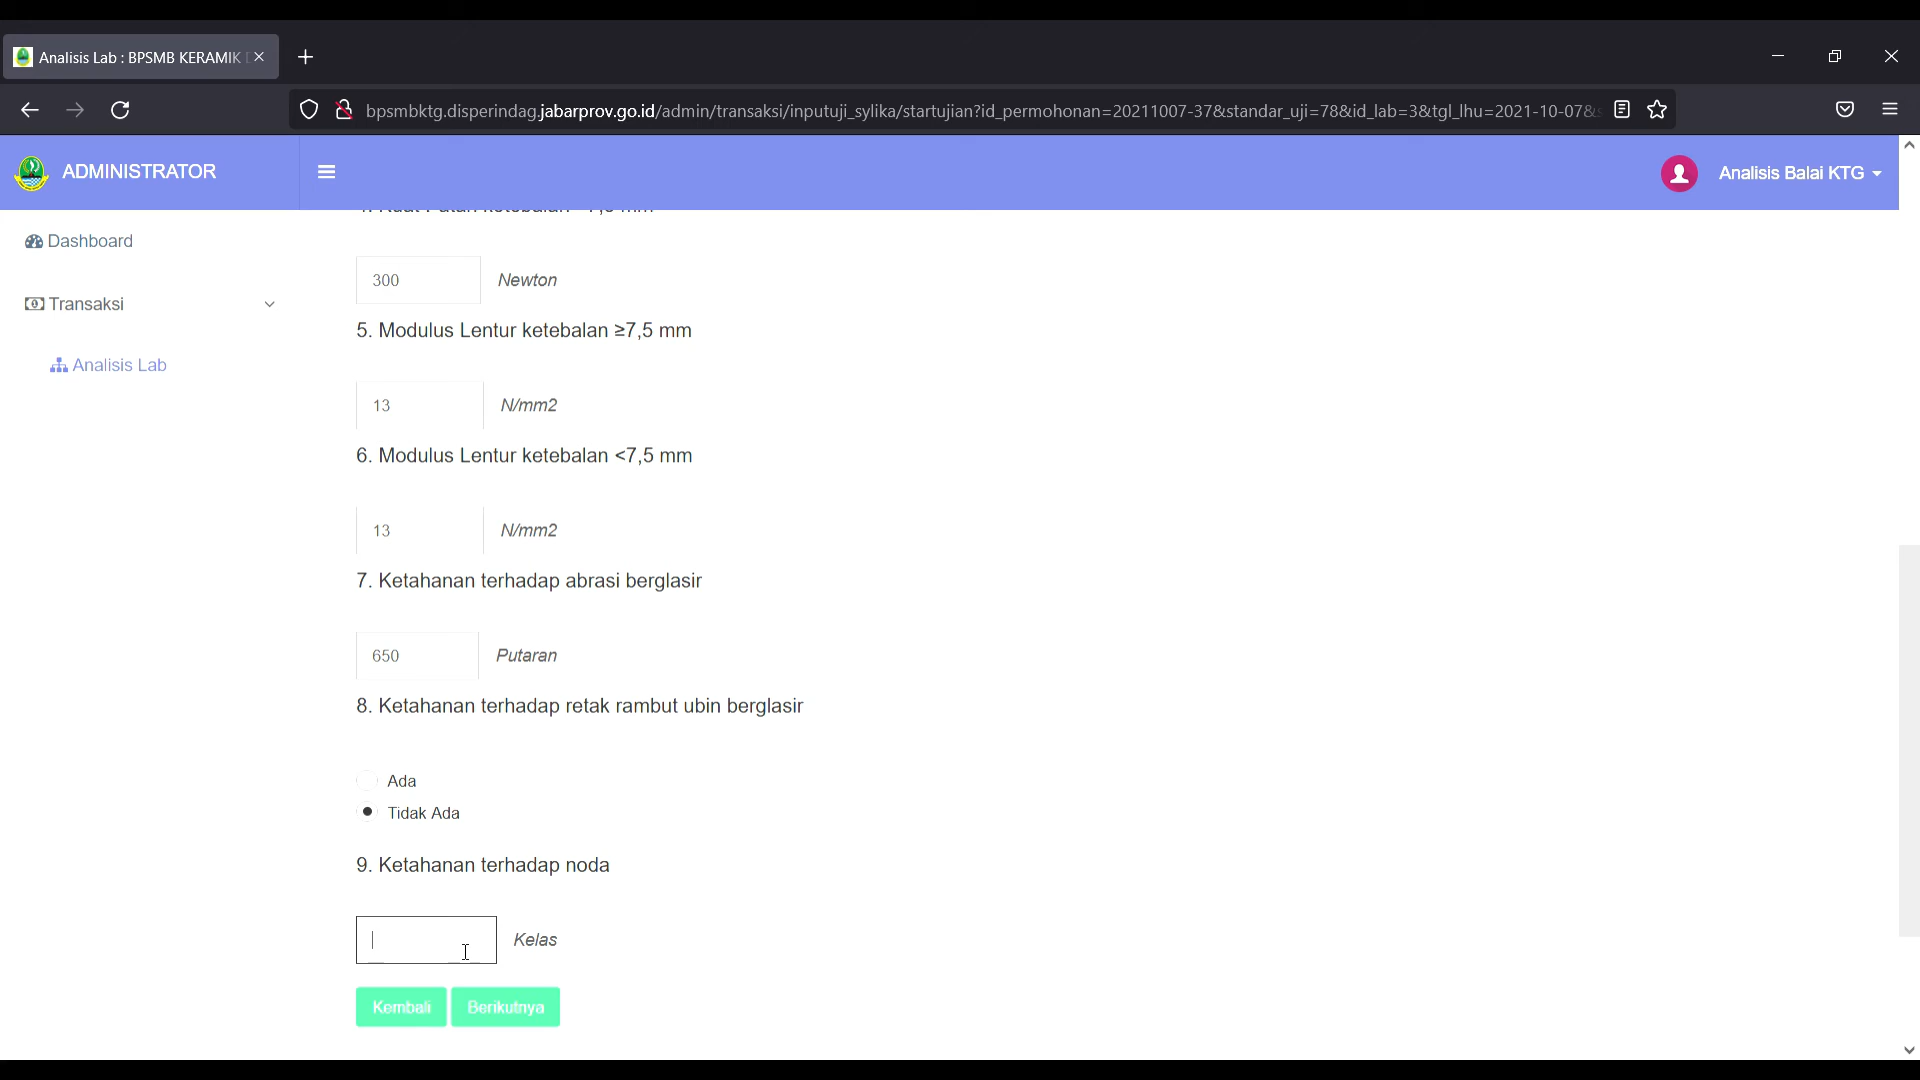 Analisis Lab : BPSMB KERAMIK
bpsmbktg.disperindag.jabarprov.go.id/admin/transaksi/inputuji_sylika/startujian?id_permohonan=20211007-37&standar_uji=78&id_lab=3&tgl_lhu=2021-10-07&
ADMINISTRATOR
Analisis Balai KTG
Dashboard
Transaksi
Analisis Lab
300 Newton
5. Modulus Lentur ketebalan ≥7,5 mm
13 N/mm2
6. Modulus Lentur ketebalan <7,5 mm
13 N/mm2
7. Ketahanan terhadap abrasi berglasir
650 Putaran
8. Ketahanan terhadap retak rambut ubin berglasir
Ada
Tidak Ada
9. Ketahanan terhadap noda
Kelas
Kembali Berikutnya